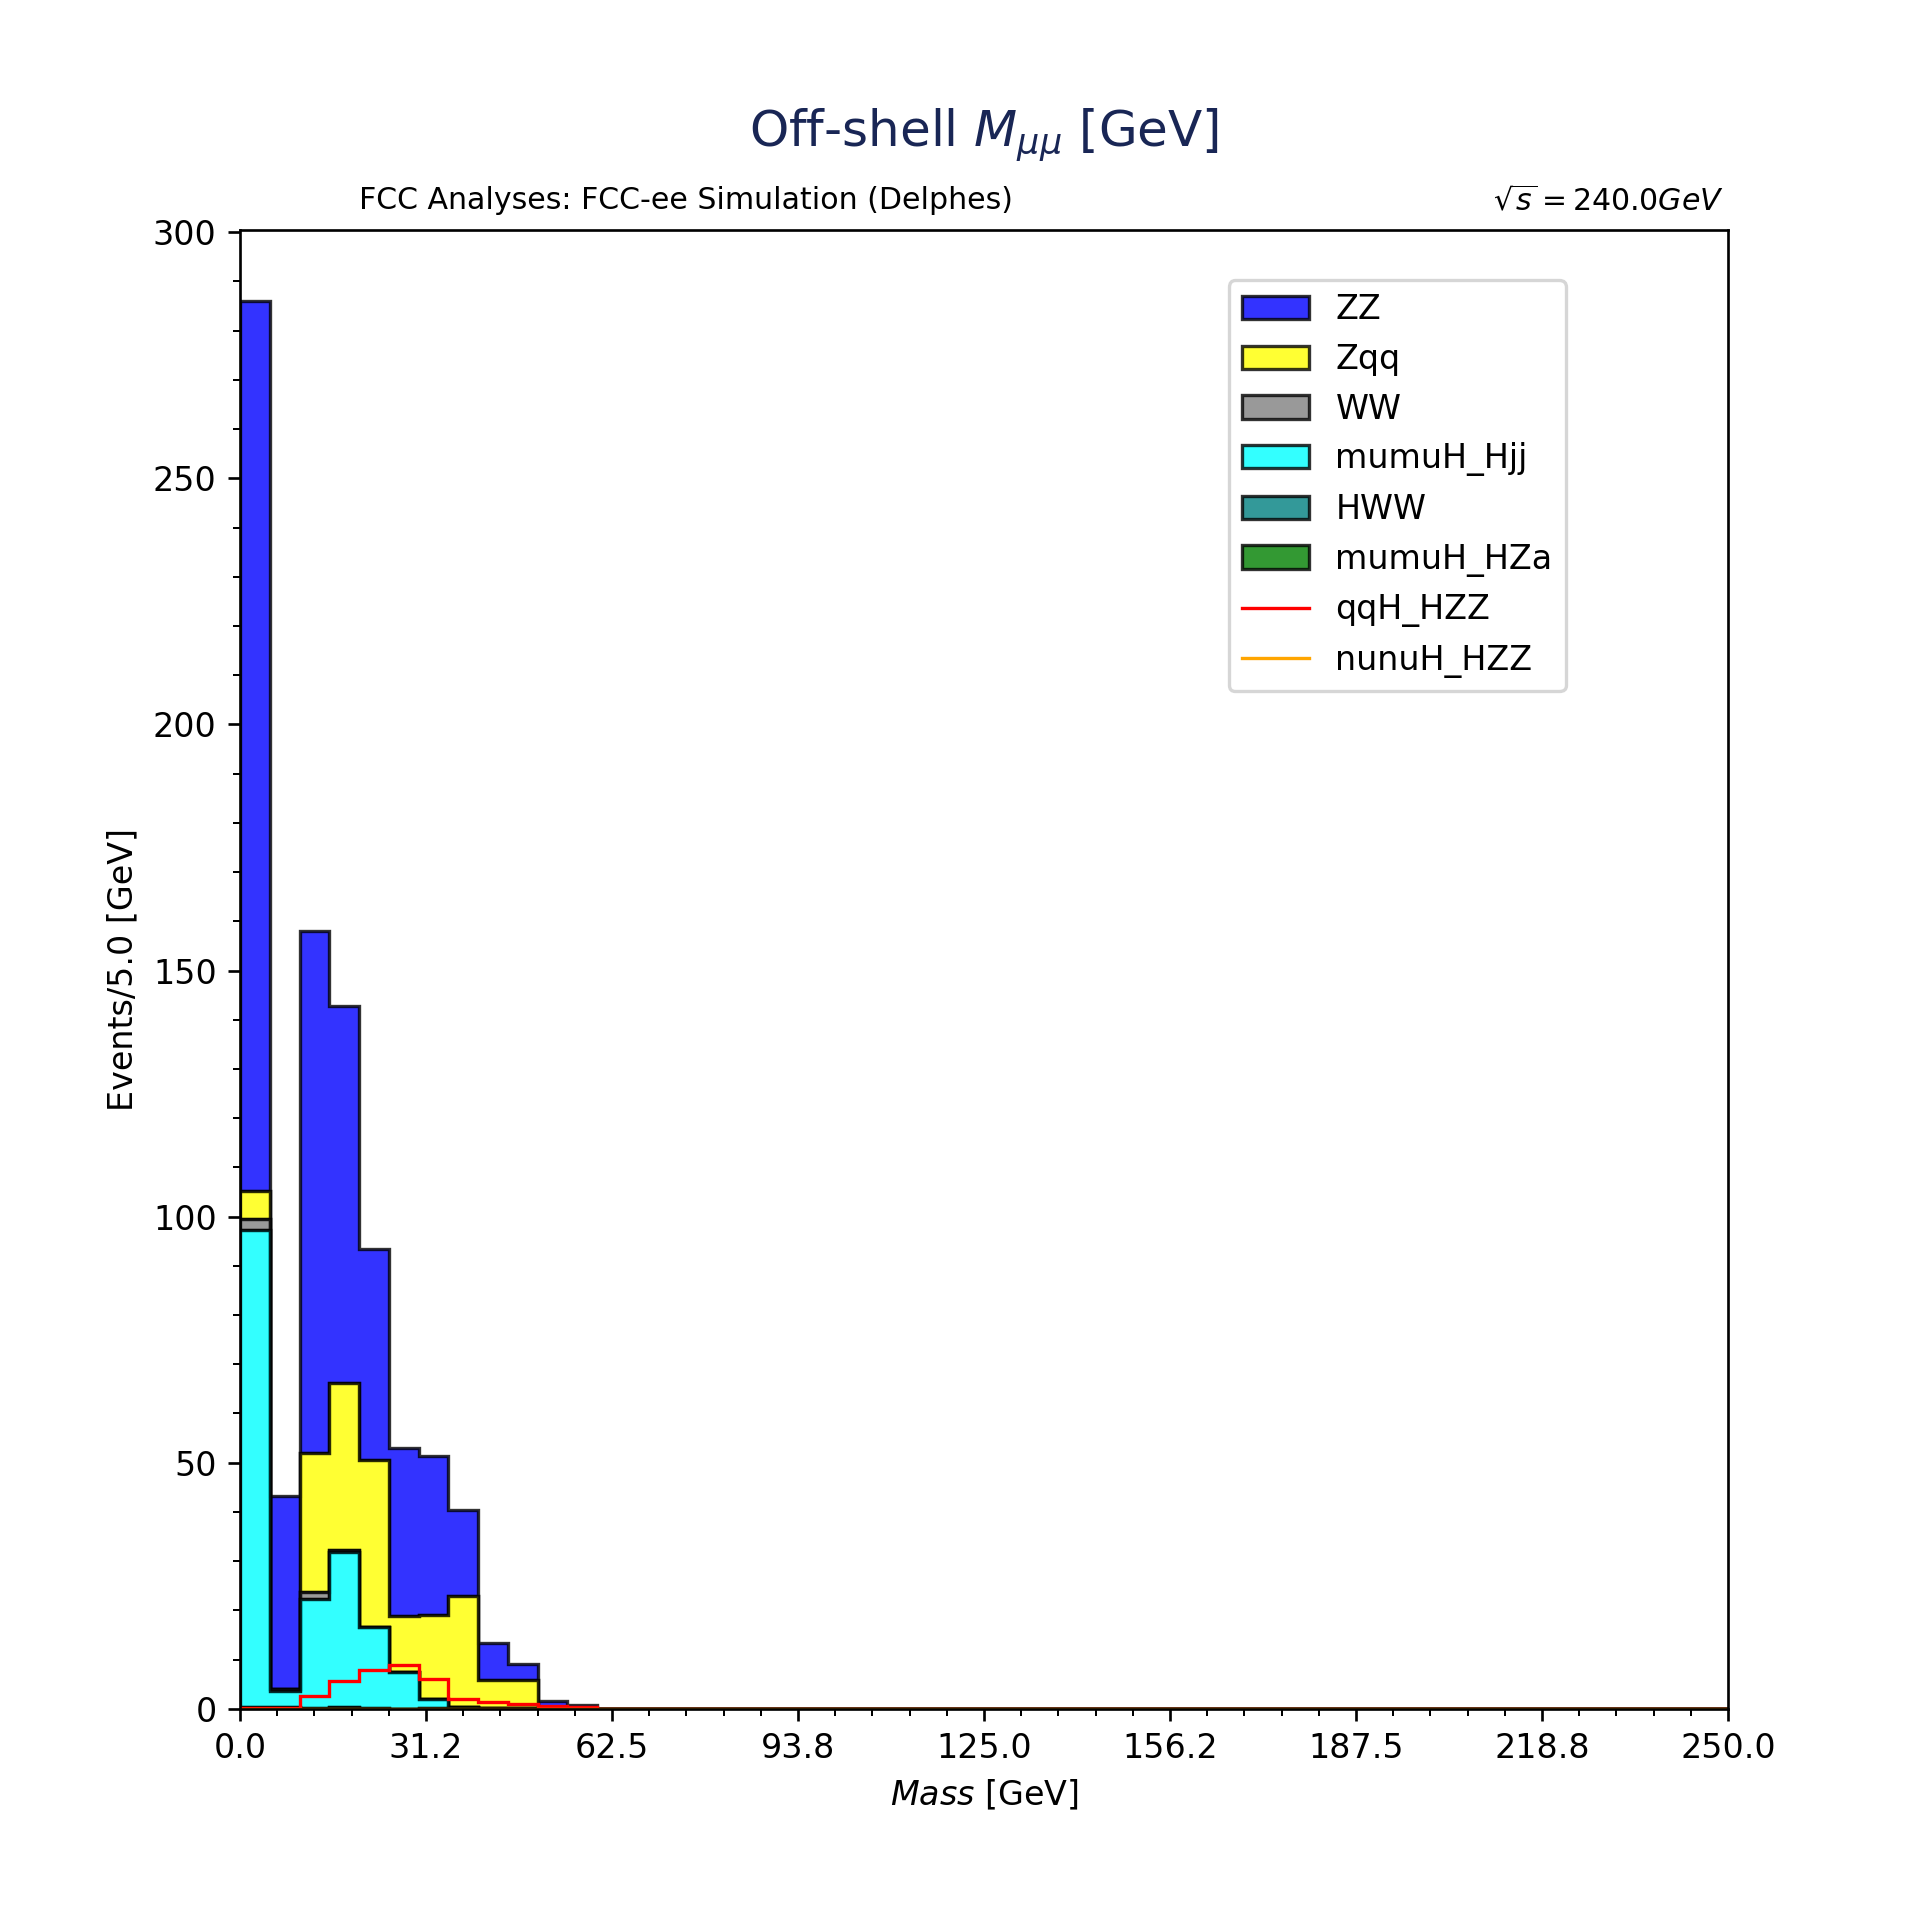 Off-shell M_μμ [GeV]
FCC Analyses: FCC-ee Simulation (Delphes)
√s = 240.0GeV
300
250
200
150
100
50
0
Events/5.0 [GeV]
ZZ
Zqq
WW
mumuH_Hjj
HWW
mumuH_HZa
qqH_HZZ
nunuH_HZZ
0.0 31.2 62.5 93.8 125.0 156.2 187.5 218.8 250.0
Mass [GeV]